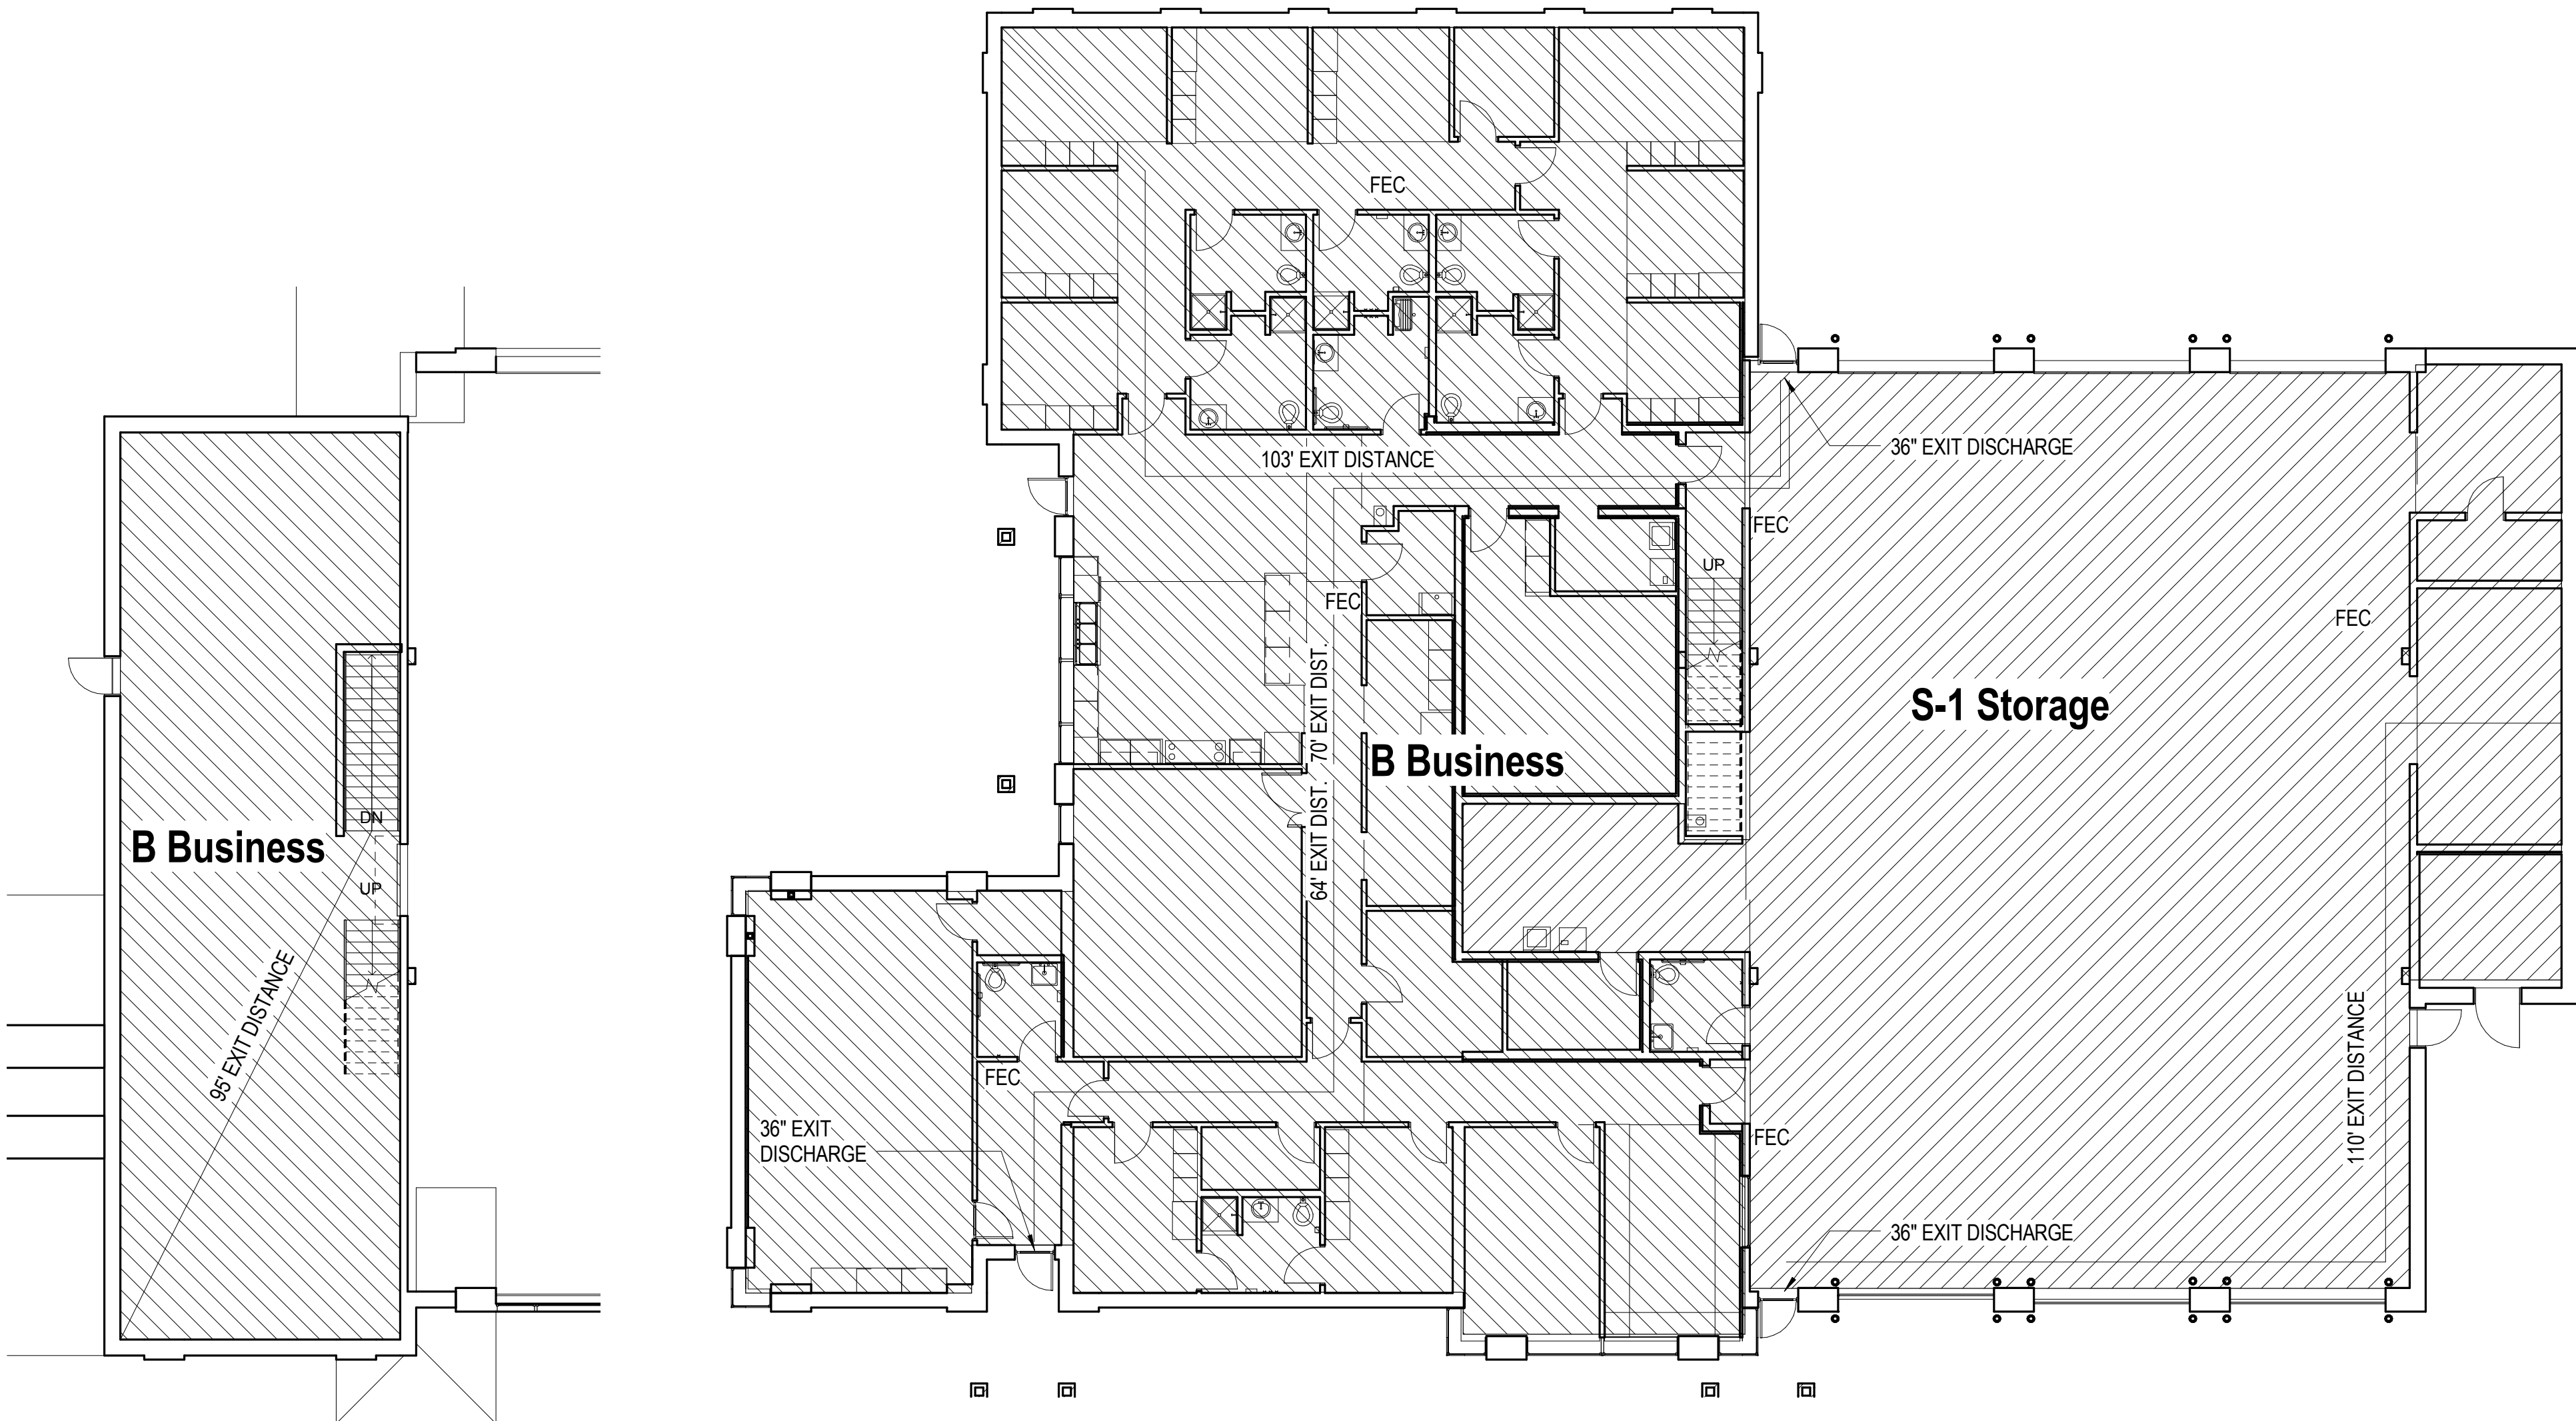 B Business
DN
UP
95' EXIT DISTANCE
FEC
103' EXIT DISTANCE
36" EXIT DISCHARGE
FEC
UP
FEC
FEC
S-1 Storage
B Business
64' EXIT DIST.
70' EXIT DIST.
FEC
36" EXIT
DISCHARGE
FEC
110' EXIT DISTANCE
36" EXIT DISCHARGE